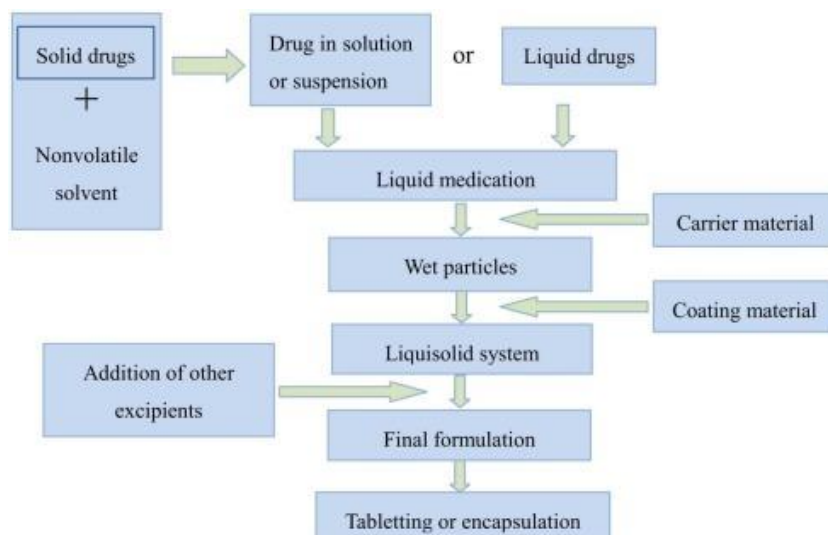 Solid drugs
+
Nonvolatile
solvent
Drug in solution
or suspension
or
Liquid drugs
Liquid medication
Carrier material
Wet particles
Coating material
Liquisolid system
Addition of other
excipients
Final formulation
Tabletting or encapsulation